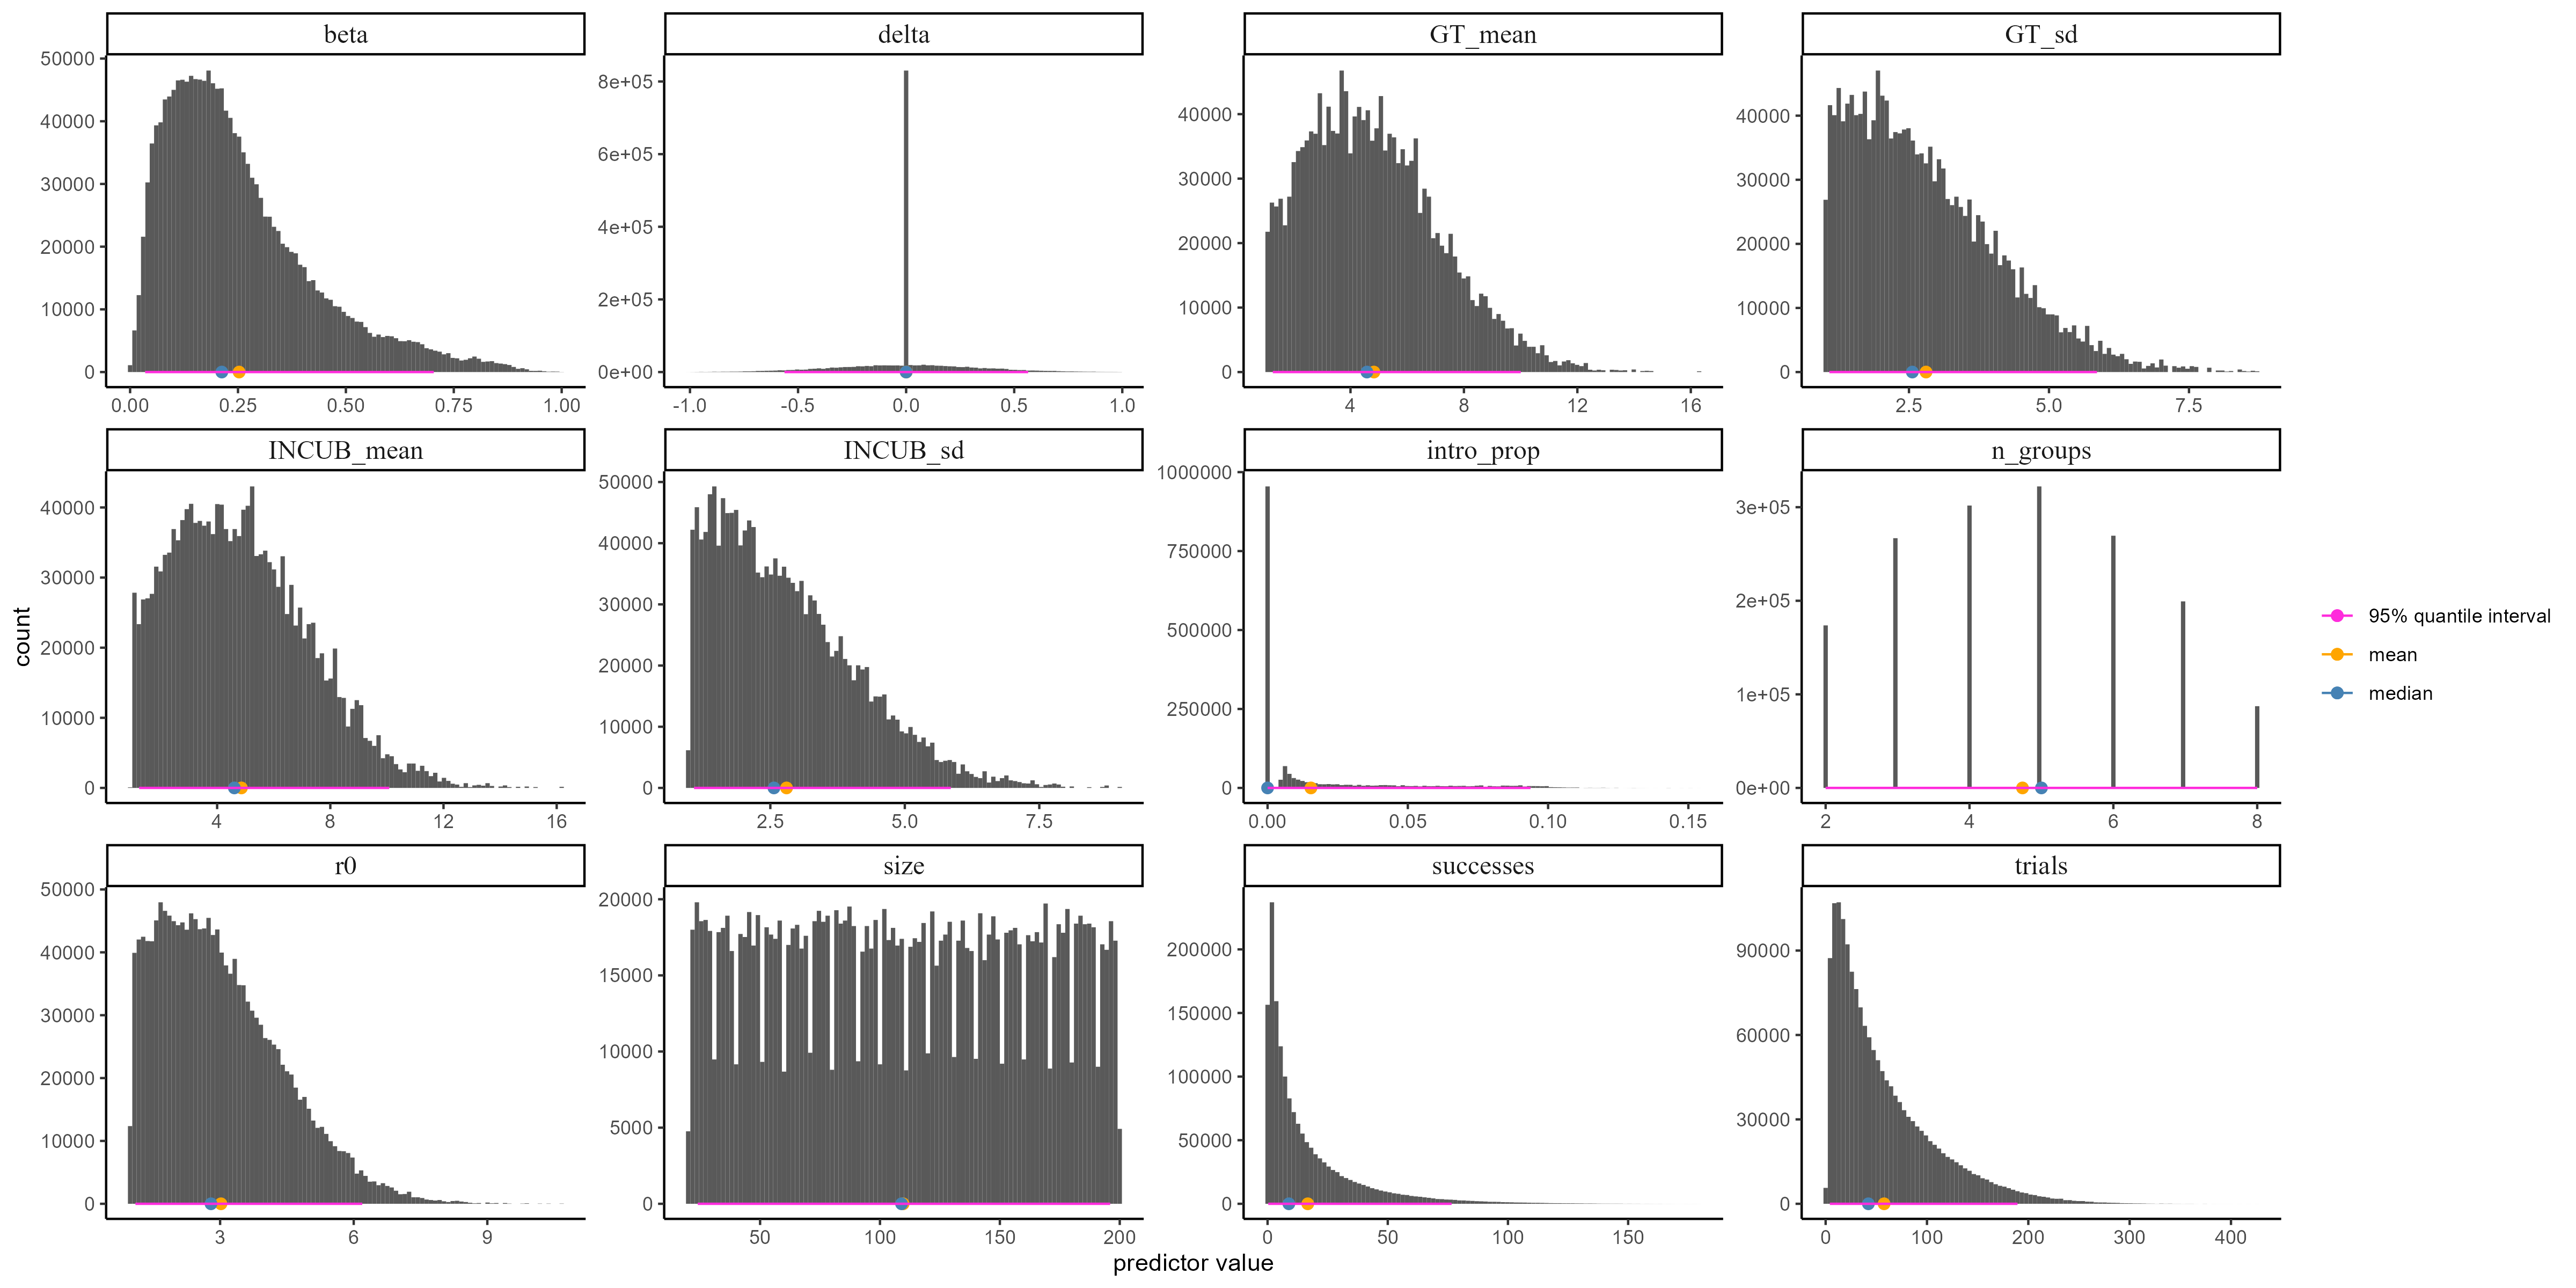 beta
delta
GT_mean
GT_sd
50000
40000
30000
20000
10000
0
0.00 0.25 0.50 0.75 1.00
8e+05
6e+05
4e+05
2e+05
0e+00
-1.0 -0.5 0.0 0.5 1.0
40000
30000
20000
10000
0
4 8 12 16
40000
30000
20000
10000
0
2.5 5.0 7.5
INCUB_mean
INCUB_sd
intro_prop
n_groups
40000
30000
20000
10000
0
4 8 12 16
50000
40000
30000
20000
10000
0
2.5 5.0 7.5
1000000
750000
500000
250000
0
0.00 0.05 0.10 0.15
3e+05
2e+05
1e+05
0e+00
2 4 6 8
r0
size
successes
trials
50000
40000
30000
20000
10000
0
3 6 9
20000
15000
10000
5000
0
50 100 150 200
200000
150000
100000
50000
0
0 50 100 150
90000
60000
30000
0
0 100 200 300 400
count
predictor value
95% quantile interval
mean
median